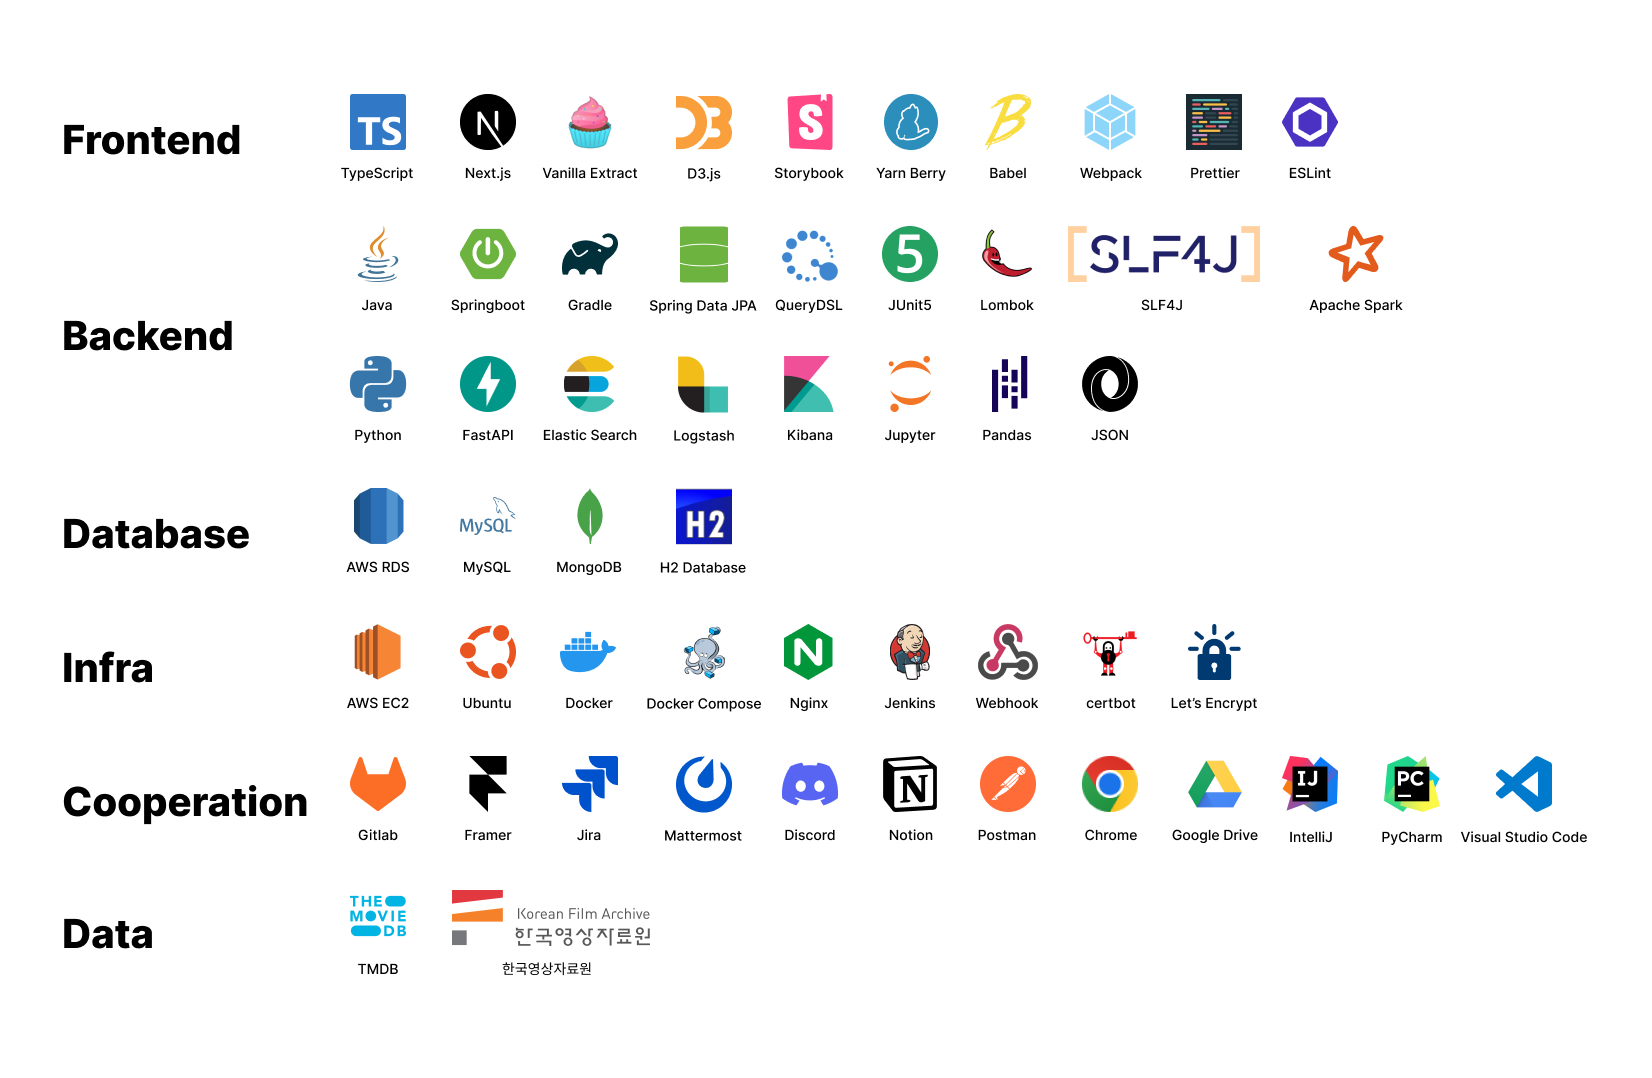 Frontend
TS
N
D3
S
B
TypeScript Next.js Vanilla Extract D3.js Storybook Yarn Berry Babel Webpack Prettier ESLint
Backend
5
[SLF4J]
Java Springboot Gradle Spring Data JPA QueryDSL JUnit5 Lombok SLF4J Apache Spark
Python FastAPI Elastic Search Logstash Kibana Jupyter Pandas JSON
Database
MySQL
H2
AWS RDS MySQL MongoDB H2 Database
Infra
N
AWS EC2 Ubuntu Docker Docker Compose Nginx Jenkins Webhook certbot Let's Encrypt
Cooperation
N
IJ
PC
Gitlab Framer Jira Mattermost Discord Notion Postman Chrome Google Drive IntelliJ PyCharm Visual Studio Code
Data
THE
MOVIE
DB
Korean Film Archive
한국영상자료원
TMDB 한국영상자료원